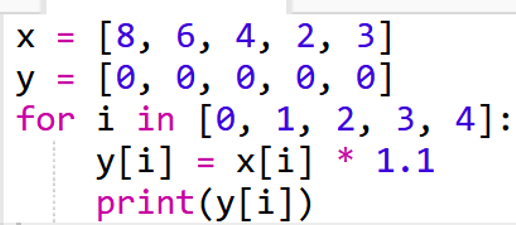 x = [8, 6, 4, 2, 3]
y = [0, 0, 0, 0, 0]
for i in [0, 1, 2, 3, 4]:
    y[i] = x[i] * 1.1
    print(y[i])